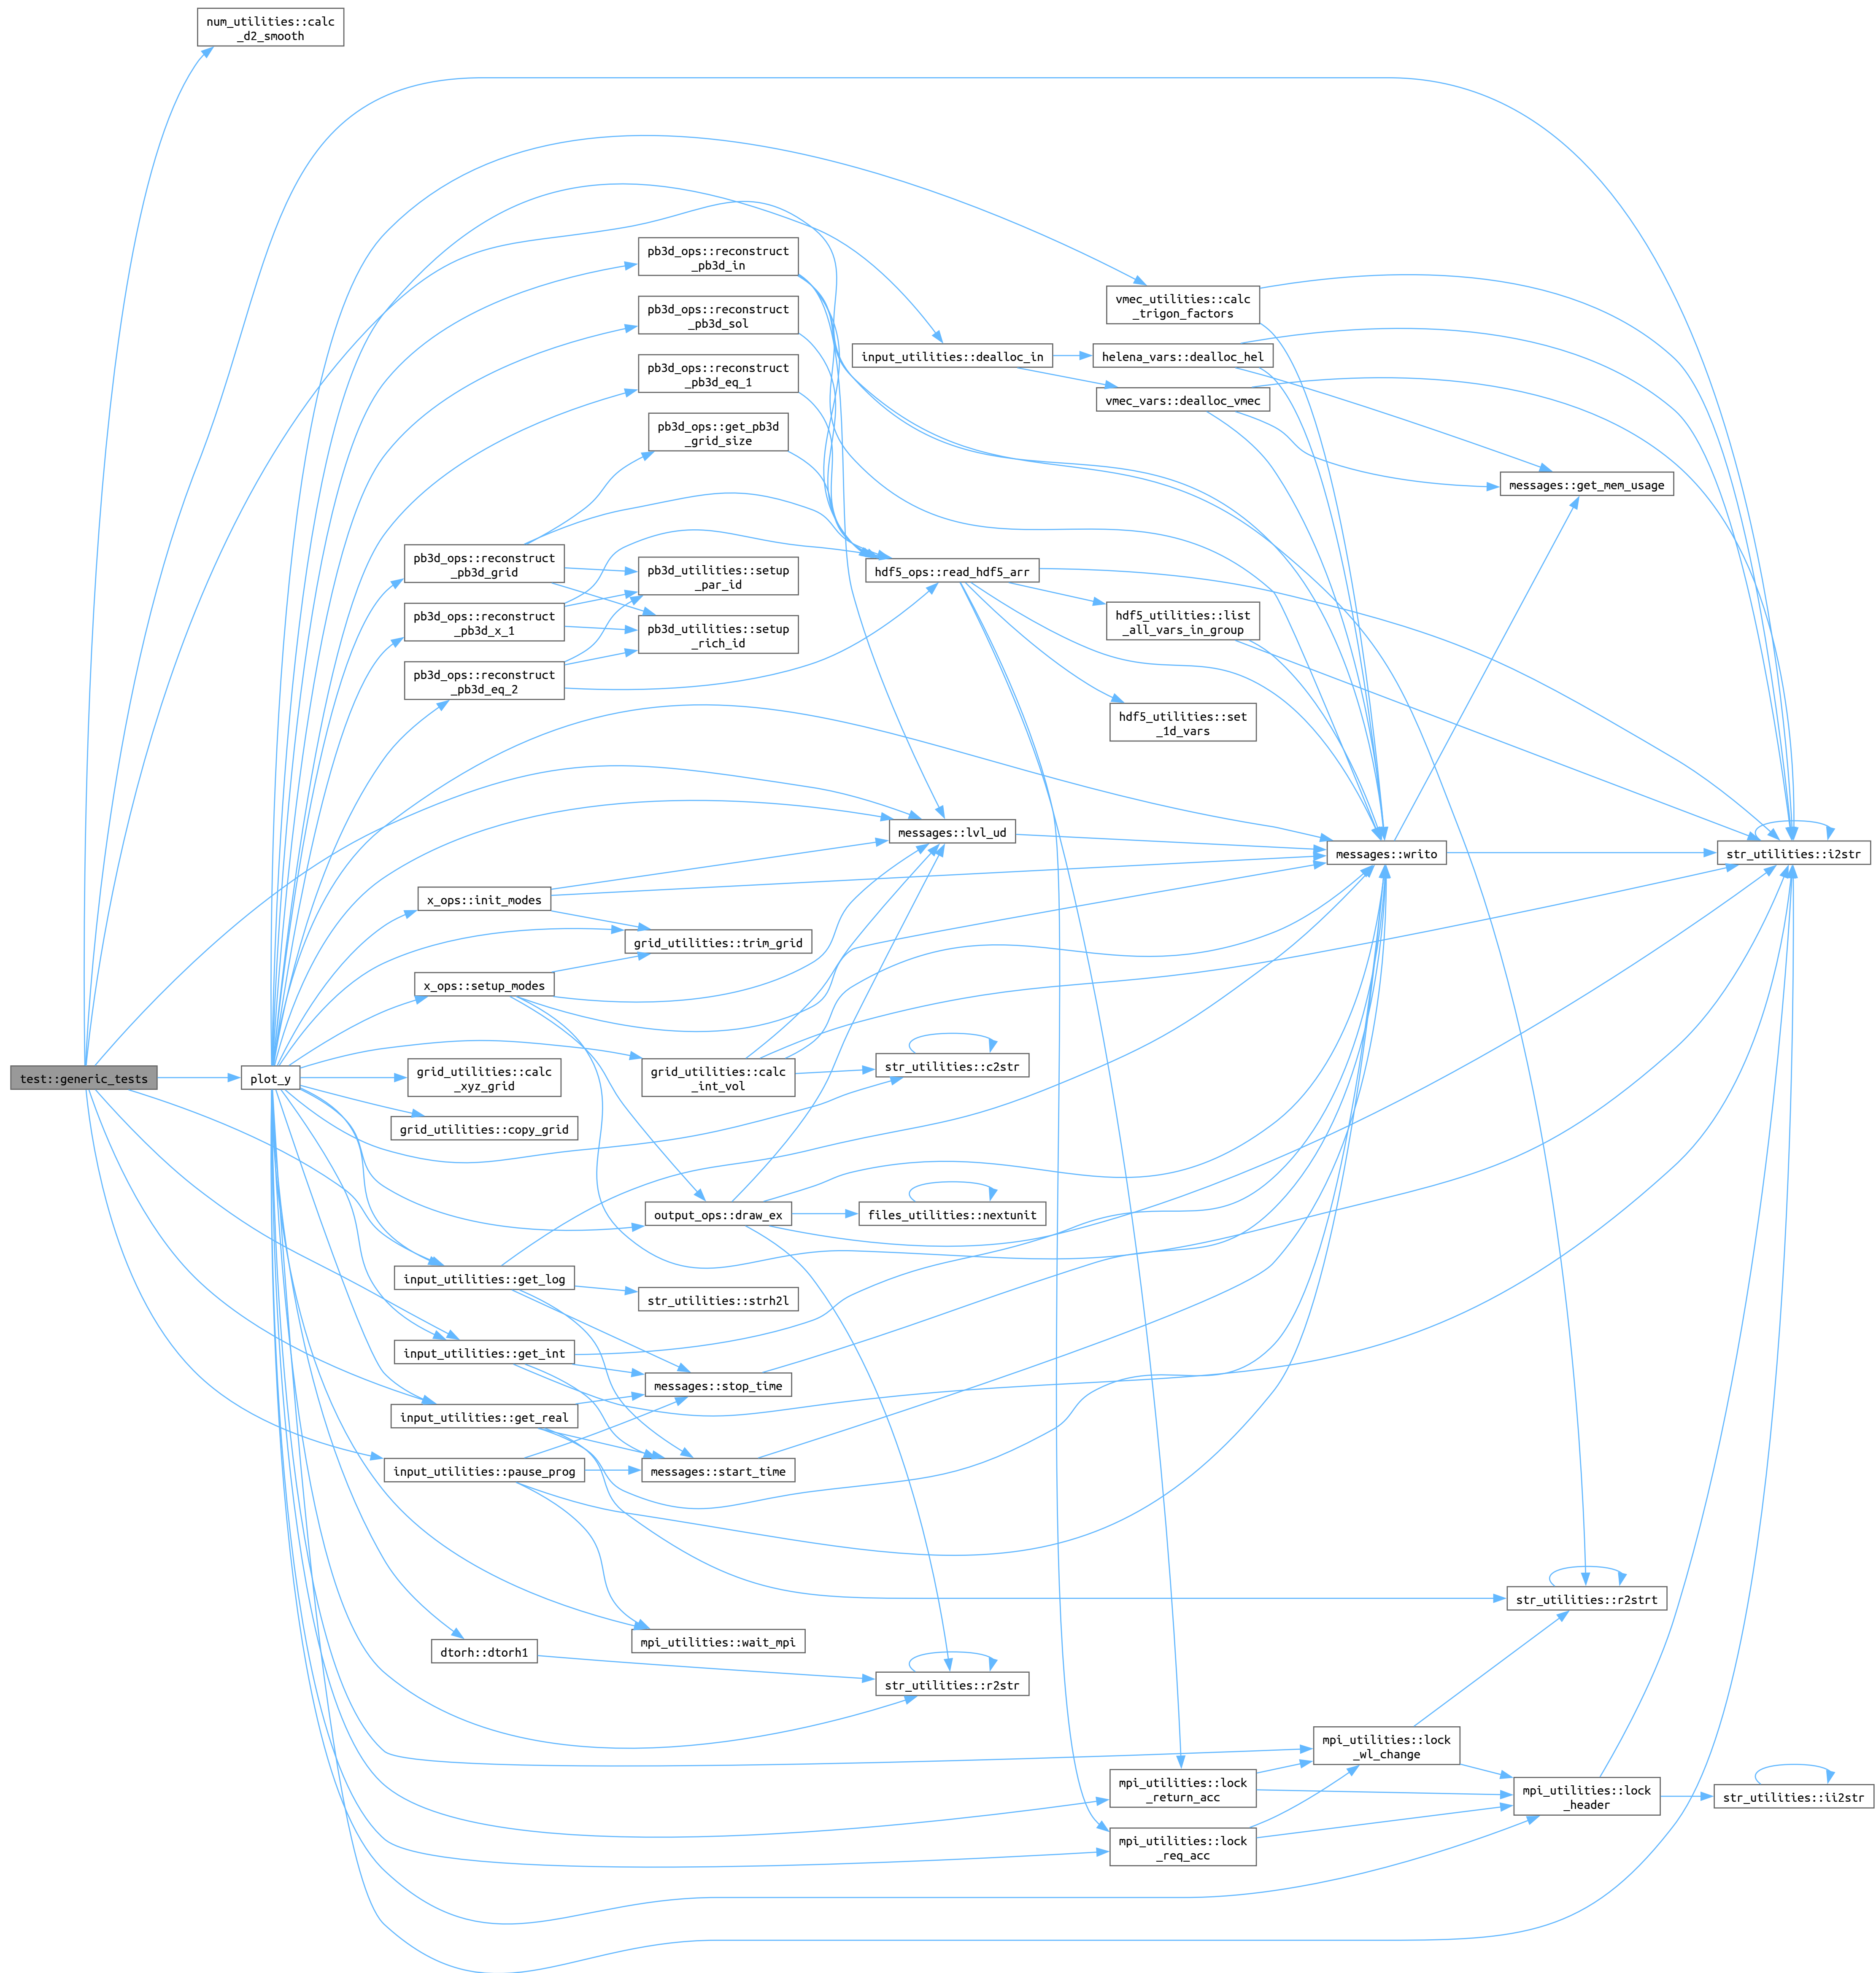 num_utilities::calc
_d2_smooth
pb3d_ops::reconstruct
_pb3d_in
vmec_utilities::calc
_trigon_factors
pb3d_ops::reconstruct
_pb3d_sol
input_utilities::dealloc_in
helena_vars::dealloc_hel
pb3d_ops::reconstruct
_pb3d_eq_1
vmec_vars::dealloc_vmec
pb3d_ops::get_pb3d
_grid_size
messages::get_mem_usage
pb3d_ops::reconstruct
_pb3d_grid
pb3d_utilities::setup
_par_id
hdf5_ops::read_hdf5_arr
pb3d_ops::reconstruct
_pb3d_x_1
pb3d_utilities::setup
_rich_id
hdf5_utilities::list
_all_vars_in_group
pb3d_ops::reconstruct
_pb3d_eq_2
hdf5_utilities::set
_1d_vars
messages::lvl_ud
messages::writo
str_utilities::i2str
x_ops::init_modes
grid_utilities::trim_grid
x_ops::setup_modes
test::generic_tests
plot_y
grid_utilities::calc
_xyz_grid
grid_utilities::calc
_int_vol
str_utilities::c2str
grid_utilities::copy_grid
output_ops::draw_ex
files_utilities::nextunit
input_utilities::get_log
str_utilities::strh2l
input_utilities::get_int
messages::stop_time
input_utilities::get_real
input_utilities::pause_prog
messages::start_time
str_utilities::r2strt
mpi_utilities::wait_mpi
dtorh::dtorh1
str_utilities::r2str
mpi_utilities::lock
_wl_change
mpi_utilities::lock
_return_acc
mpi_utilities::lock
_header
str_utilities::ii2str
mpi_utilities::lock
_req_acc